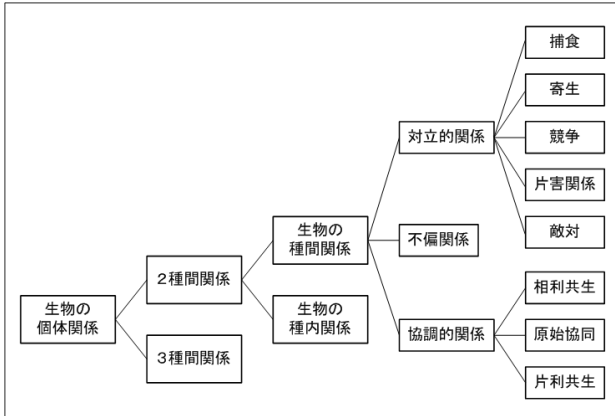 生物の
個体関係
２種間関係
３種間関係
生物の
種間関係
生物の
種内関係
対立的関係
不偏関係
協調的関係
捕食
寄生
競争
片害関係
敵対
相利共生
原始協同
片利共生